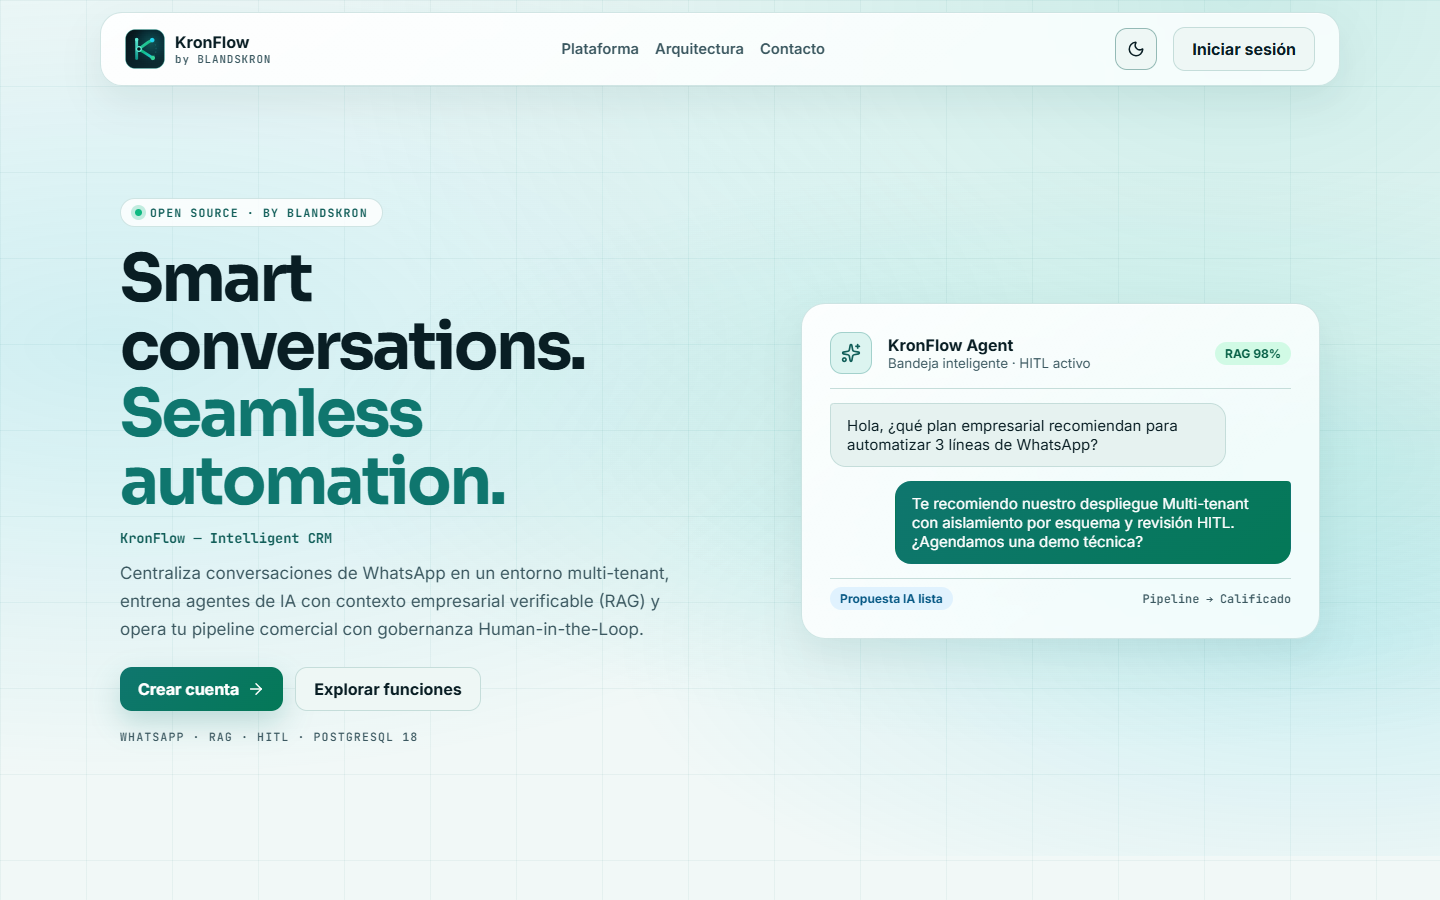 KronFlow
by BLANDSKRON
Plataforma Arquitectura Contacto
Iniciar sesión
OPEN SOURCE · BY BLANDSKRON
Smart
conversations.
Seamless
automation.
KronFlow — Intelligent CRM
Centraliza conversaciones de WhatsApp en un entorno multi-tenant,
entrena agentes de IA con contexto empresarial verificable (RAG) y
opera tu pipeline comercial con gobernanza Human-in-the-Loop.
Crear cuenta →
Explorar funciones
WHATSAPP · RAG · HITL · POSTGRESQL 18
KronFlow Agent
Bandeja inteligente · HITL activo
RAG 98%
Hola, ¿qué plan empresarial recomiendan para
automatizar 3 líneas de WhatsApp?
Te recomiendo nuestro despliegue Multi-tenant
con aislamiento por esquema y revisión HITL.
¿Agendamos una demo técnica?
Propuesta IA lista
Pipeline → Calificado